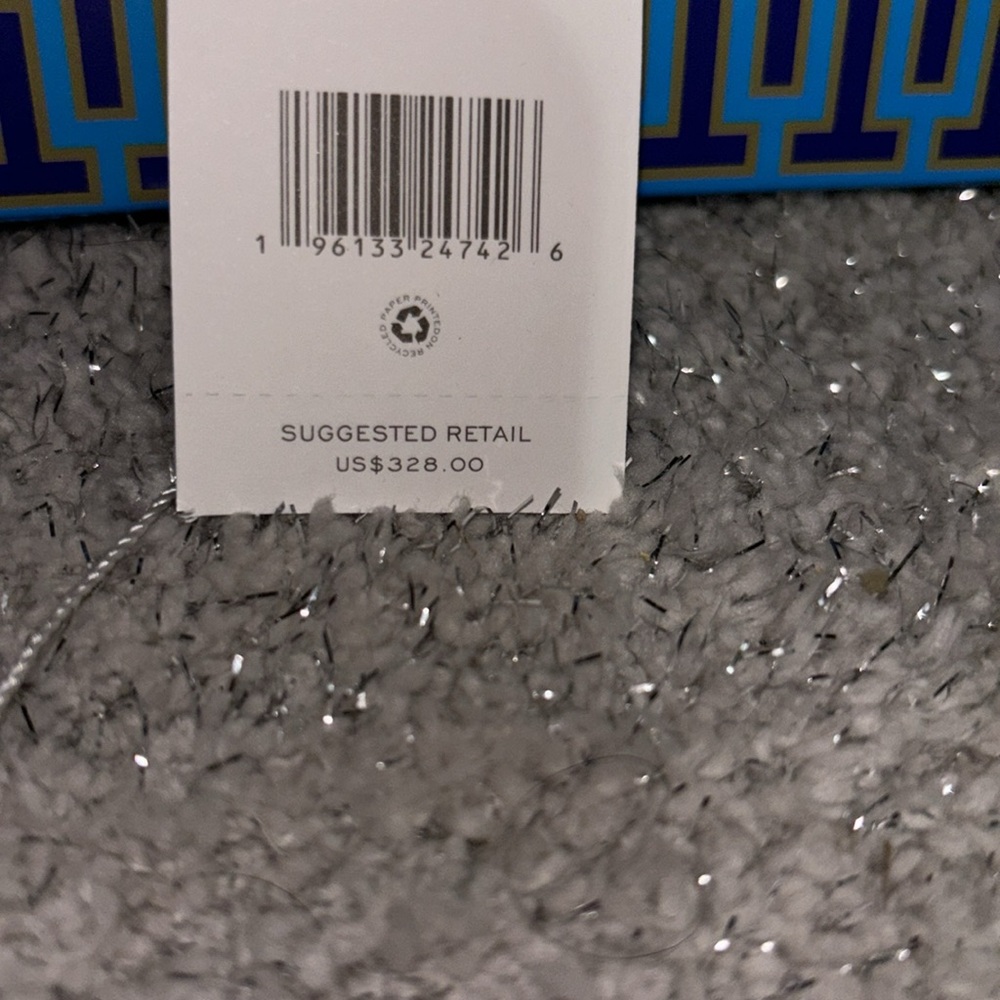 1 96133 24742 6
PRINTED ON RECYCLED PAPER
SUGGESTED RETAIL
US$328.00